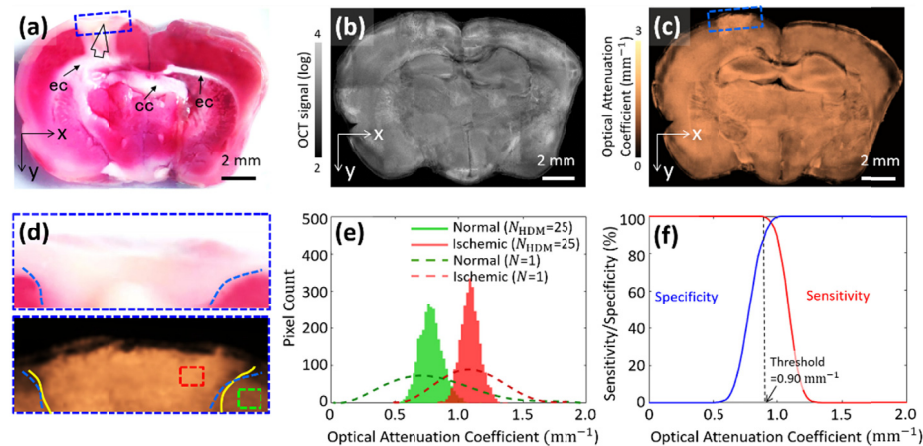 (a)
ec
cc
ec
x
y
2 mm
(b)
OCT signal (log)
4
2
x
y
2 mm
(c)
Optical Attenuation
Coefficient (mm⁻¹)
3
0
x
y
2 mm
(d)
(e)
500
400
300
200
100
0
Pixel Count
Normal (N_HDM=25)
Ischemic (N_HDM=25)
Normal (N=1)
Ischemic (N=1)
0 0.5 1.0 1.5 2.0
Optical Attenuation Coefficient (mm⁻¹)
(f)
100
80
60
40
20
0
Sensitivity/Specificity (%)
Specificity
Sensitivity
Threshold
=0.90 mm⁻¹
0 0.5 1.0 1.5 2.0
Optical Attenuation Coefficient (mm⁻¹)